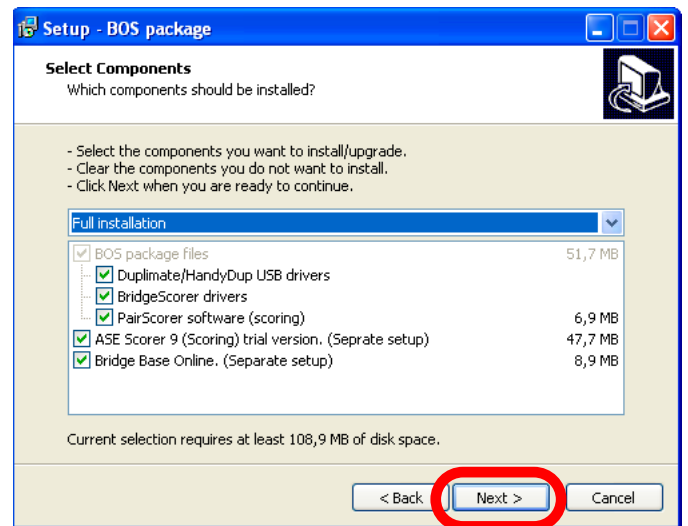 Setup - BOS package
Select Components
Which components should be installed?
- Select the components you want to install/upgrade.
- Clear the components you do not want to install.
- Click Next when you are ready to continue.
Full installation
BOS package files 51,7 MB
Duplimate/HandyDup USB drivers
BridgeScorer drivers
PairScorer software (scoring) 6,9 MB
ASE Scorer 9 (Scoring) trial version. (Seprate setup) 47,7 MB
Bridge Base Online. (Separate setup) 8,9 MB
Current selection requires at least 108,9 MB of disk space.
< Back Next > Cancel